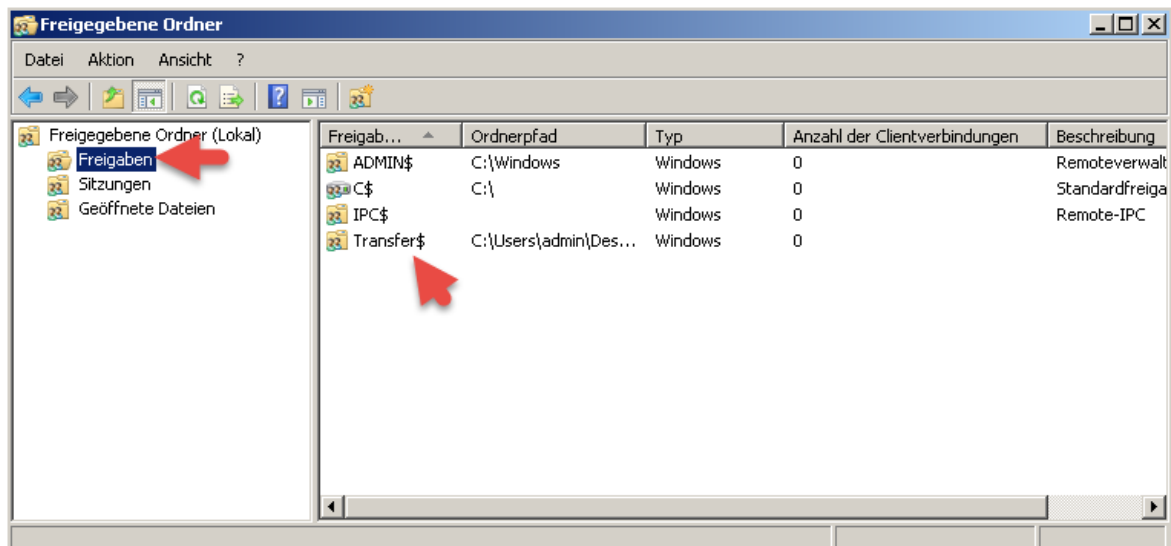 Freigegebene Ordner
Datei Aktion Ansicht ?
Freigegebene Ordner (Lokal)
Freigaben
Sitzungen
Geöffnete Dateien
Freigab... Ordnerpfad Typ Anzahl der Clientverbindungen Beschreibung
ADMIN$ C:\Windows Windows 0 Remoteverwalt
C$ C:\ Windows 0 Standardfreiga
IPC$ Windows 0 Remote-IPC
Transfer$ C:\Users\admin\Des... Windows 0